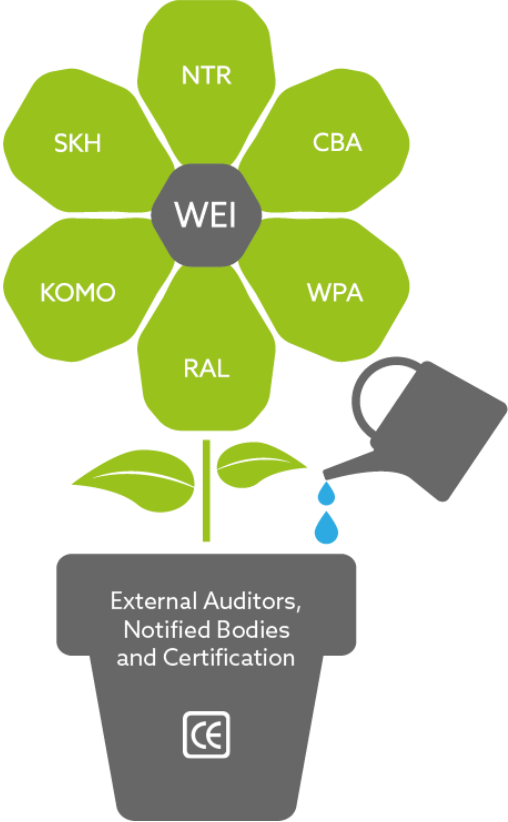 NTR
SKH
CBA
WEI
KOMO
WPA
RAL
External Auditors,
Notified Bodies
and Certification
CE